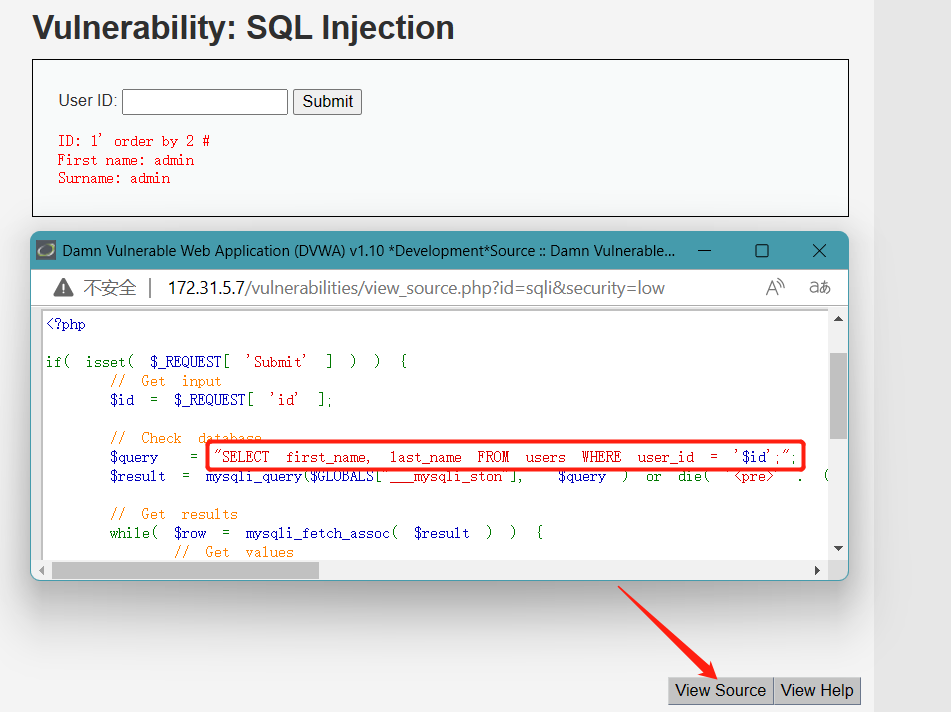 Vulnerability: SQL Injection
User ID:
Submit
ID: 1' order by 2 #
First name: admin
Surname: admin
Damn Vulnerable Web Application (DVWA) v1.10 *Development*Source :: Damn Vulnerable...
不安全 | 172.31.5.7/vulnerabilities/view_source.php?id=sqli&security=low
<?php
if( isset( $_REQUEST[ 'Submit' ] ) ) {
// Get input
$id = $_REQUEST[ 'id' ];
// Check database
$query = "SELECT first_name, last_name FROM users WHERE user_id = '$id';";
$result = mysqli_query($GLOBALS["___mysqli_ston"], $query ) or die( '<pre>' . (
// Get results
while( $row = mysqli_fetch_assoc( $result ) ) {
// Get values
View Source View Help